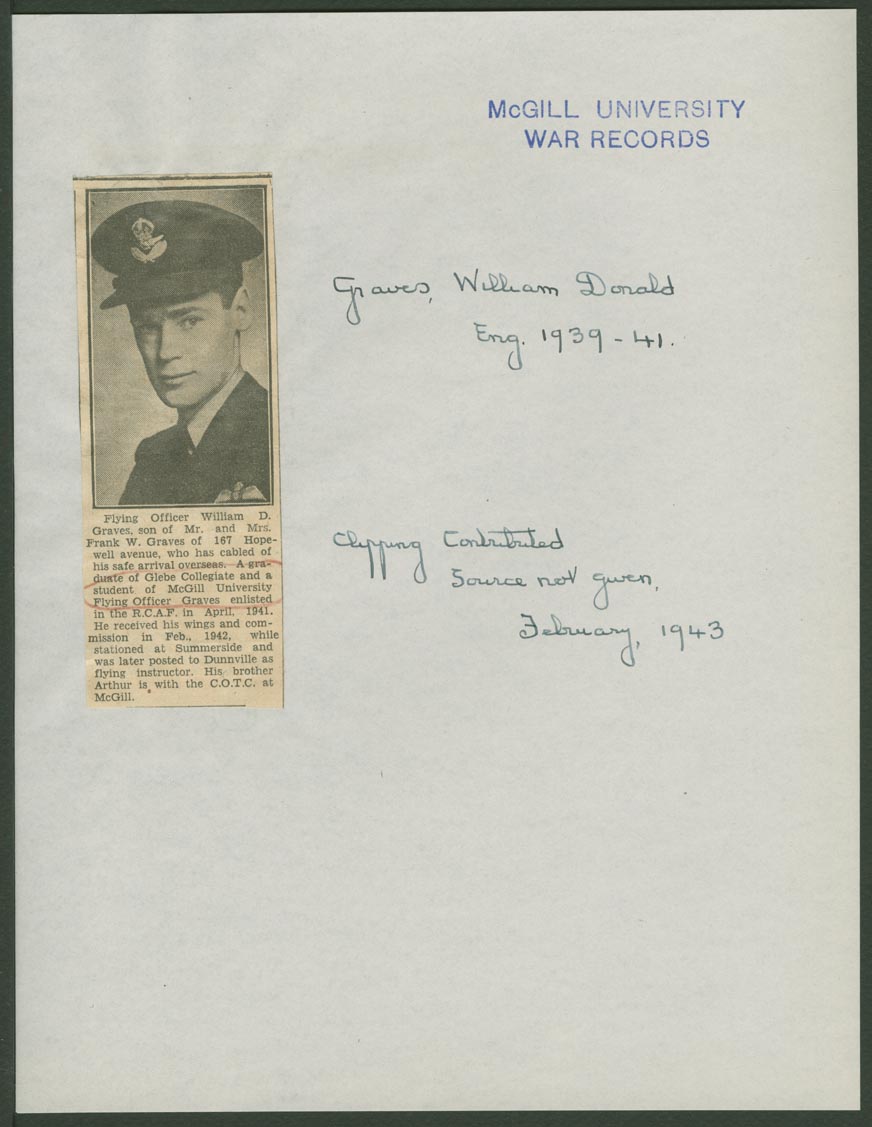 McGILL UNIVERSITY
WAR RECORDS
Graves, William Donald
Eng. 1939-41.
Flying Officer William D.
Graves, son of Mr. and Mrs.
Frank W. Graves of 167 Hope-
well avenue, who has cabled of
his safe arrival overseas. A gra-
duate of Glebe Collegiate and a
student of McGill University
Flying Officer Graves enlisted
in the R.C.A.F. in April, 1941.
He received his wings and com-
mission in Feb., 1942, while
stationed at Summerside and
was later posted to Dunnville as
flying instructor. His brother
Arthur is with the C.O.T.C. at
McGill.
Clipping Contributed
Source not given,
February, 1943